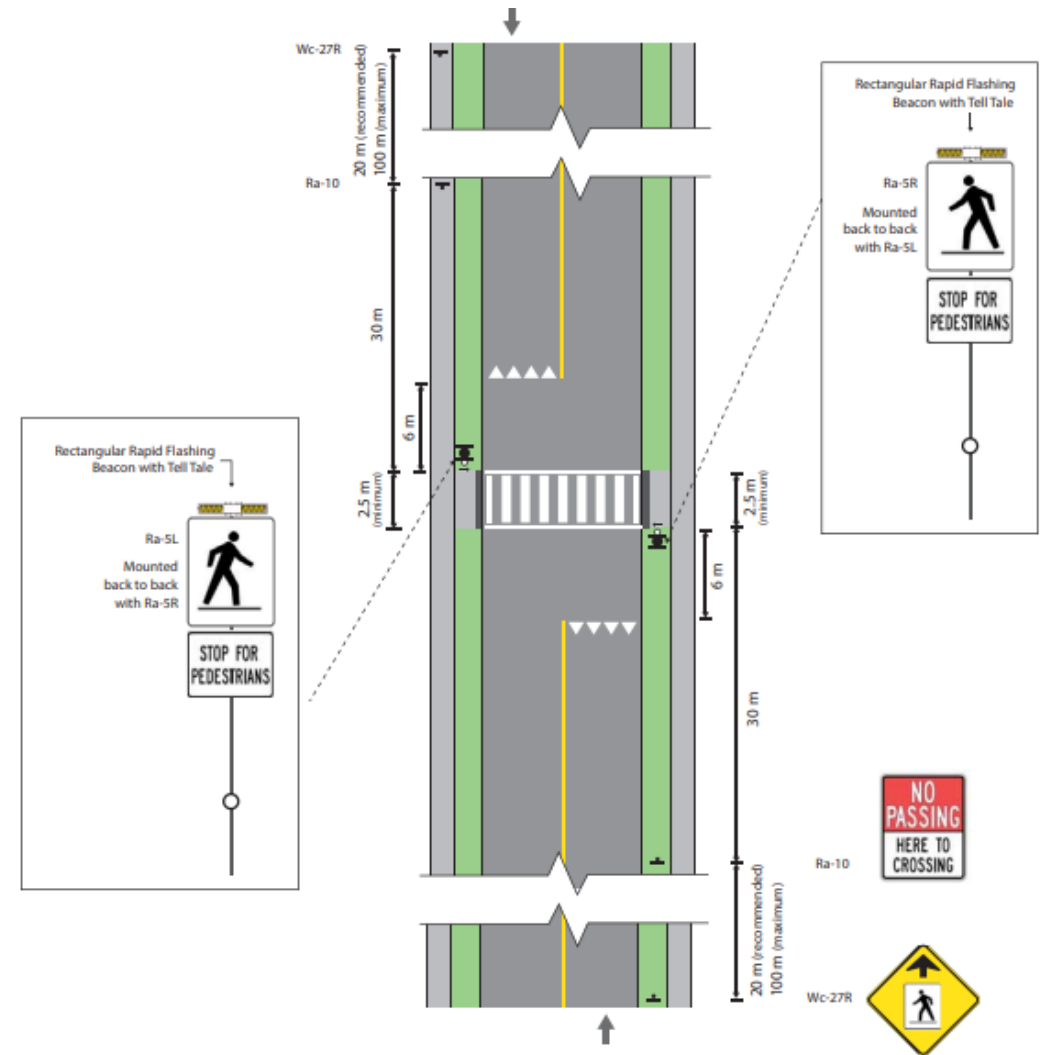 Wc-27R
20 m (recommended)
100 m (maximum)
Ra-10
30 m
6 m
2.5 m
(minimum)
Rectangular Rapid Flashing
Beacon with Tell Tale
Ra-5R
Mounted
back to back
with Ra-5L
STOP FOR
PEDESTRIANS
Rectangular Rapid Flashing
Beacon with Tell Tale
Ra-5L
Mounted
back to back
with Ra-5R
STOP FOR
PEDESTRIANS
2.5 m
(minimum)
6 m
30 m
20 m (recommended)
100 m (maximum)
NO
PASSING
HERE TO
CROSSING
Ra-10
Wc-27R